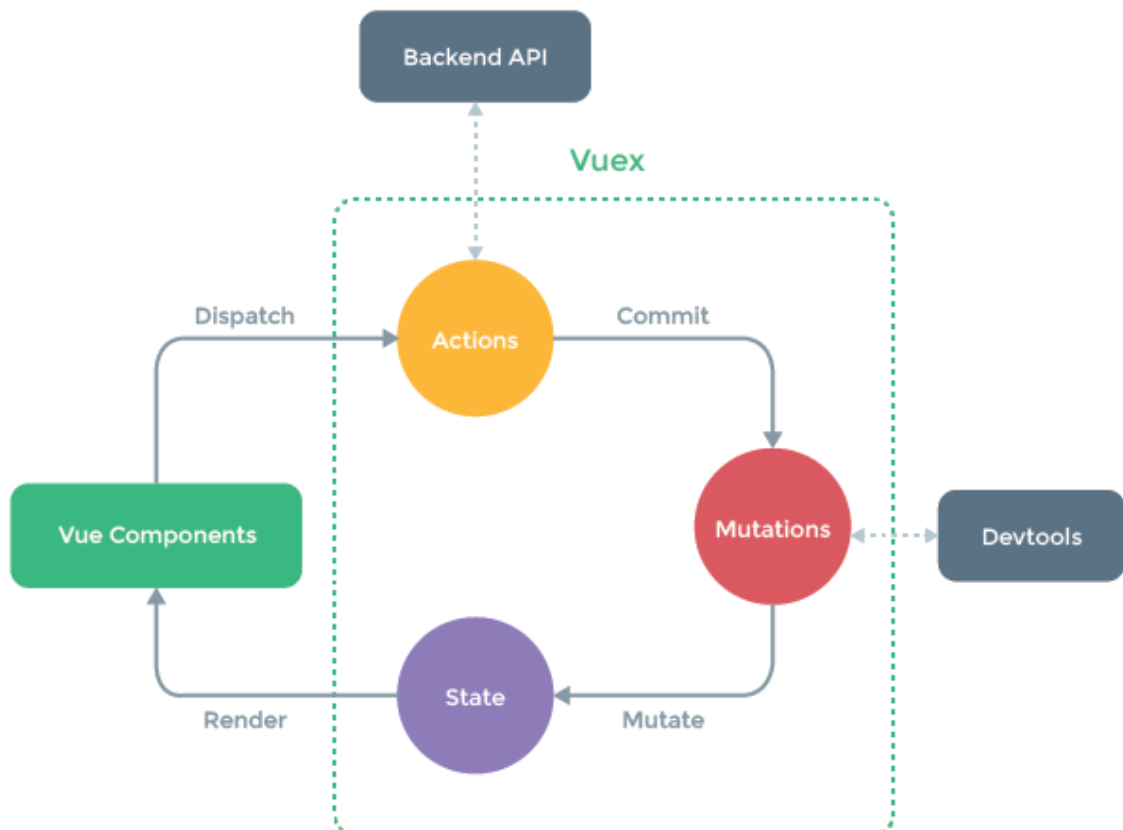 Backend API
Vuex
Dispatch
Commit
Actions
Vue Components
Mutations
Devtools
State
Render
Mutate